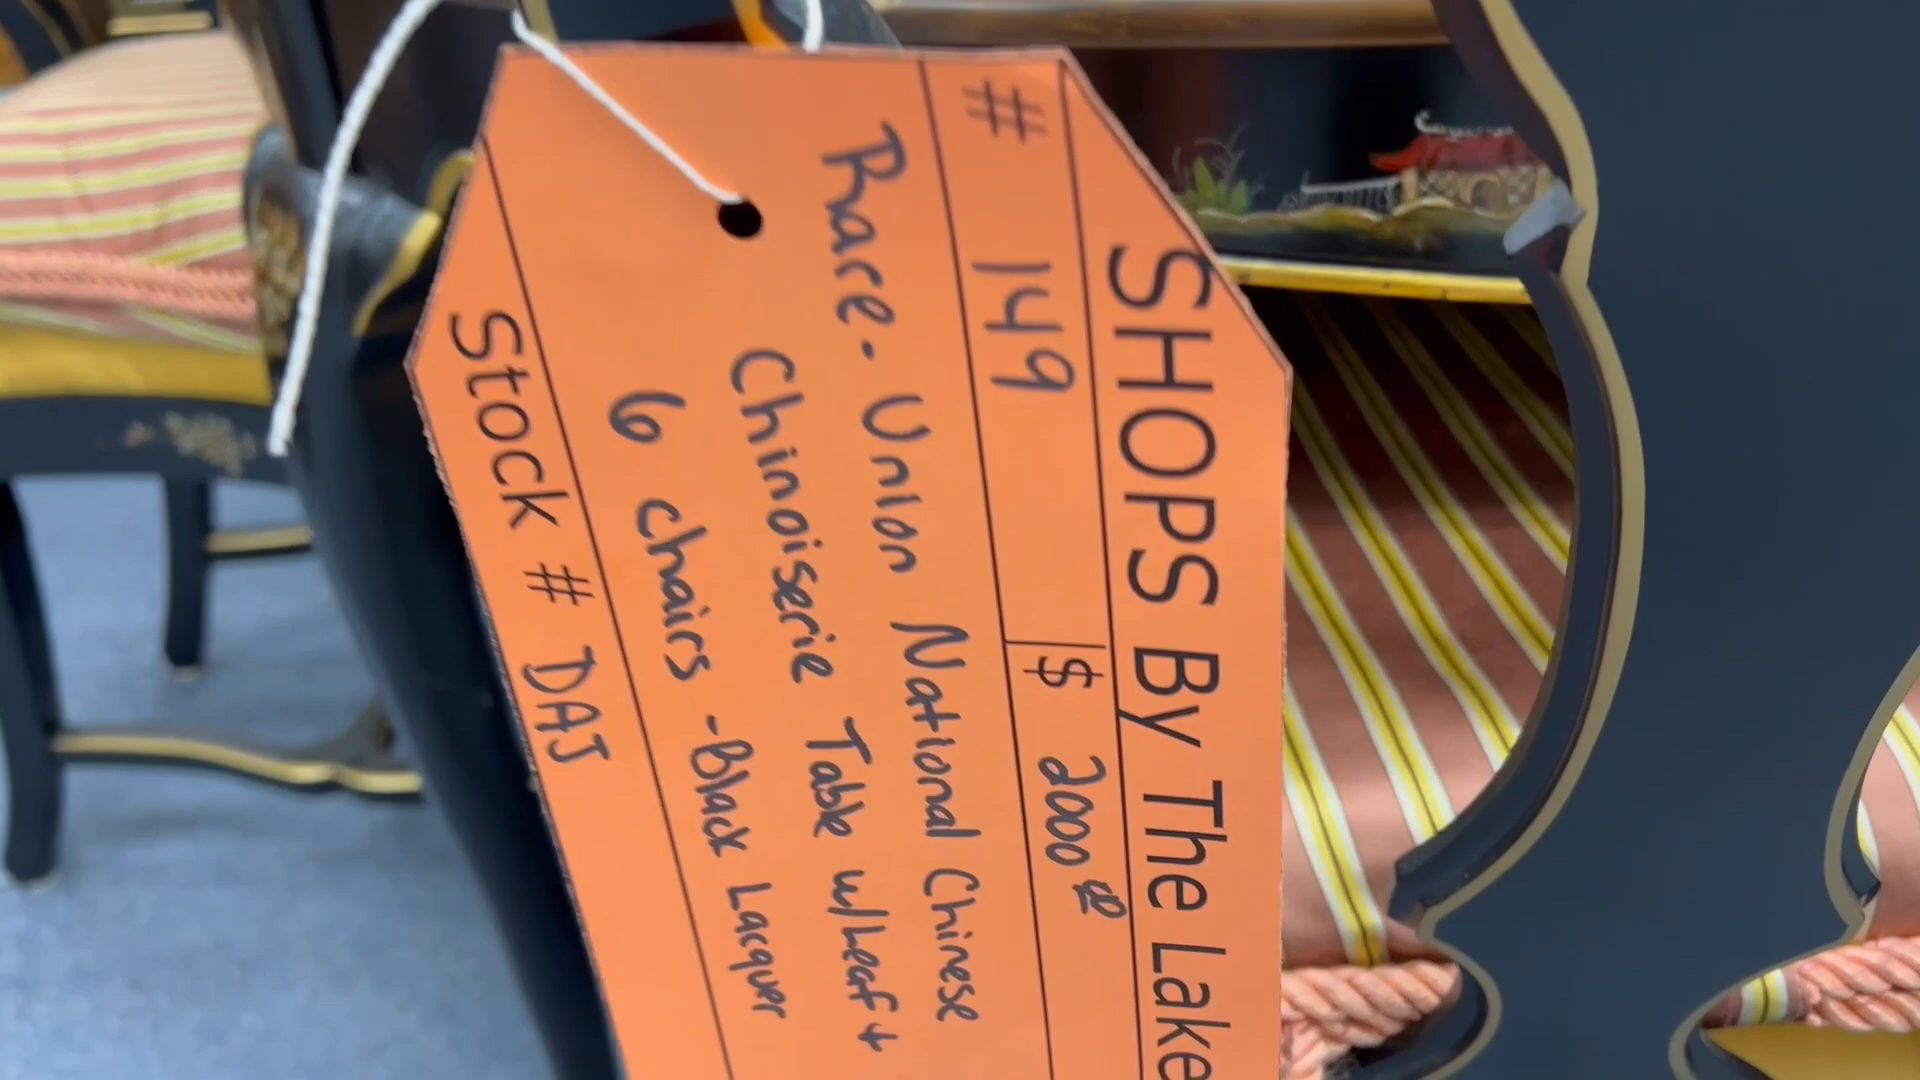 SHOPS By The Lake
# 149 $ 2000 00
Rare - Union National Chinese
Chinoiserie Table w/Leaf +
6 chairs - Black Lacquer
Stock # DAJ